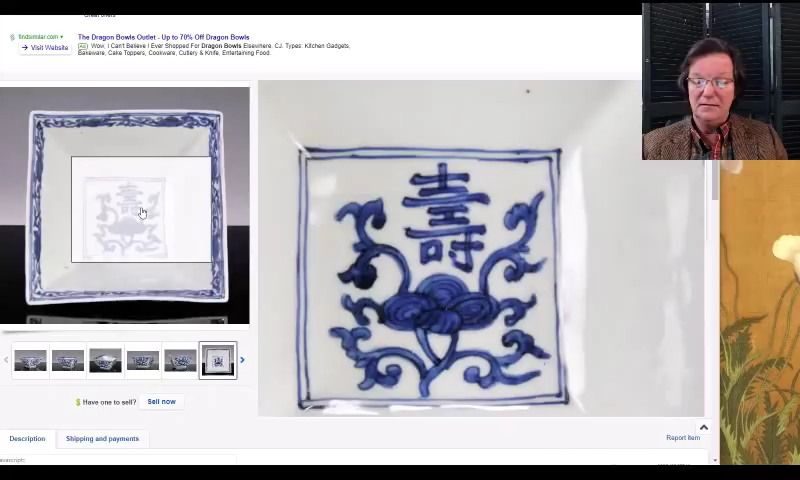 findsimilar.com
The Dragon Bowls Outlet - Up to 70% Off Dragon Bowls
Visit Website
Ad Wow, I Can't Believe I Ever Shopped For Dragon Bowls Elsewhere. CJ. Types: Kitchen Gadgets,
Bakeware, Cake Toppers, Cookware, Cutlery & Knife, Entertaining Food.
壽
壽
$ Have one to sell? Sell now
Description
Shipping and payments
Report item